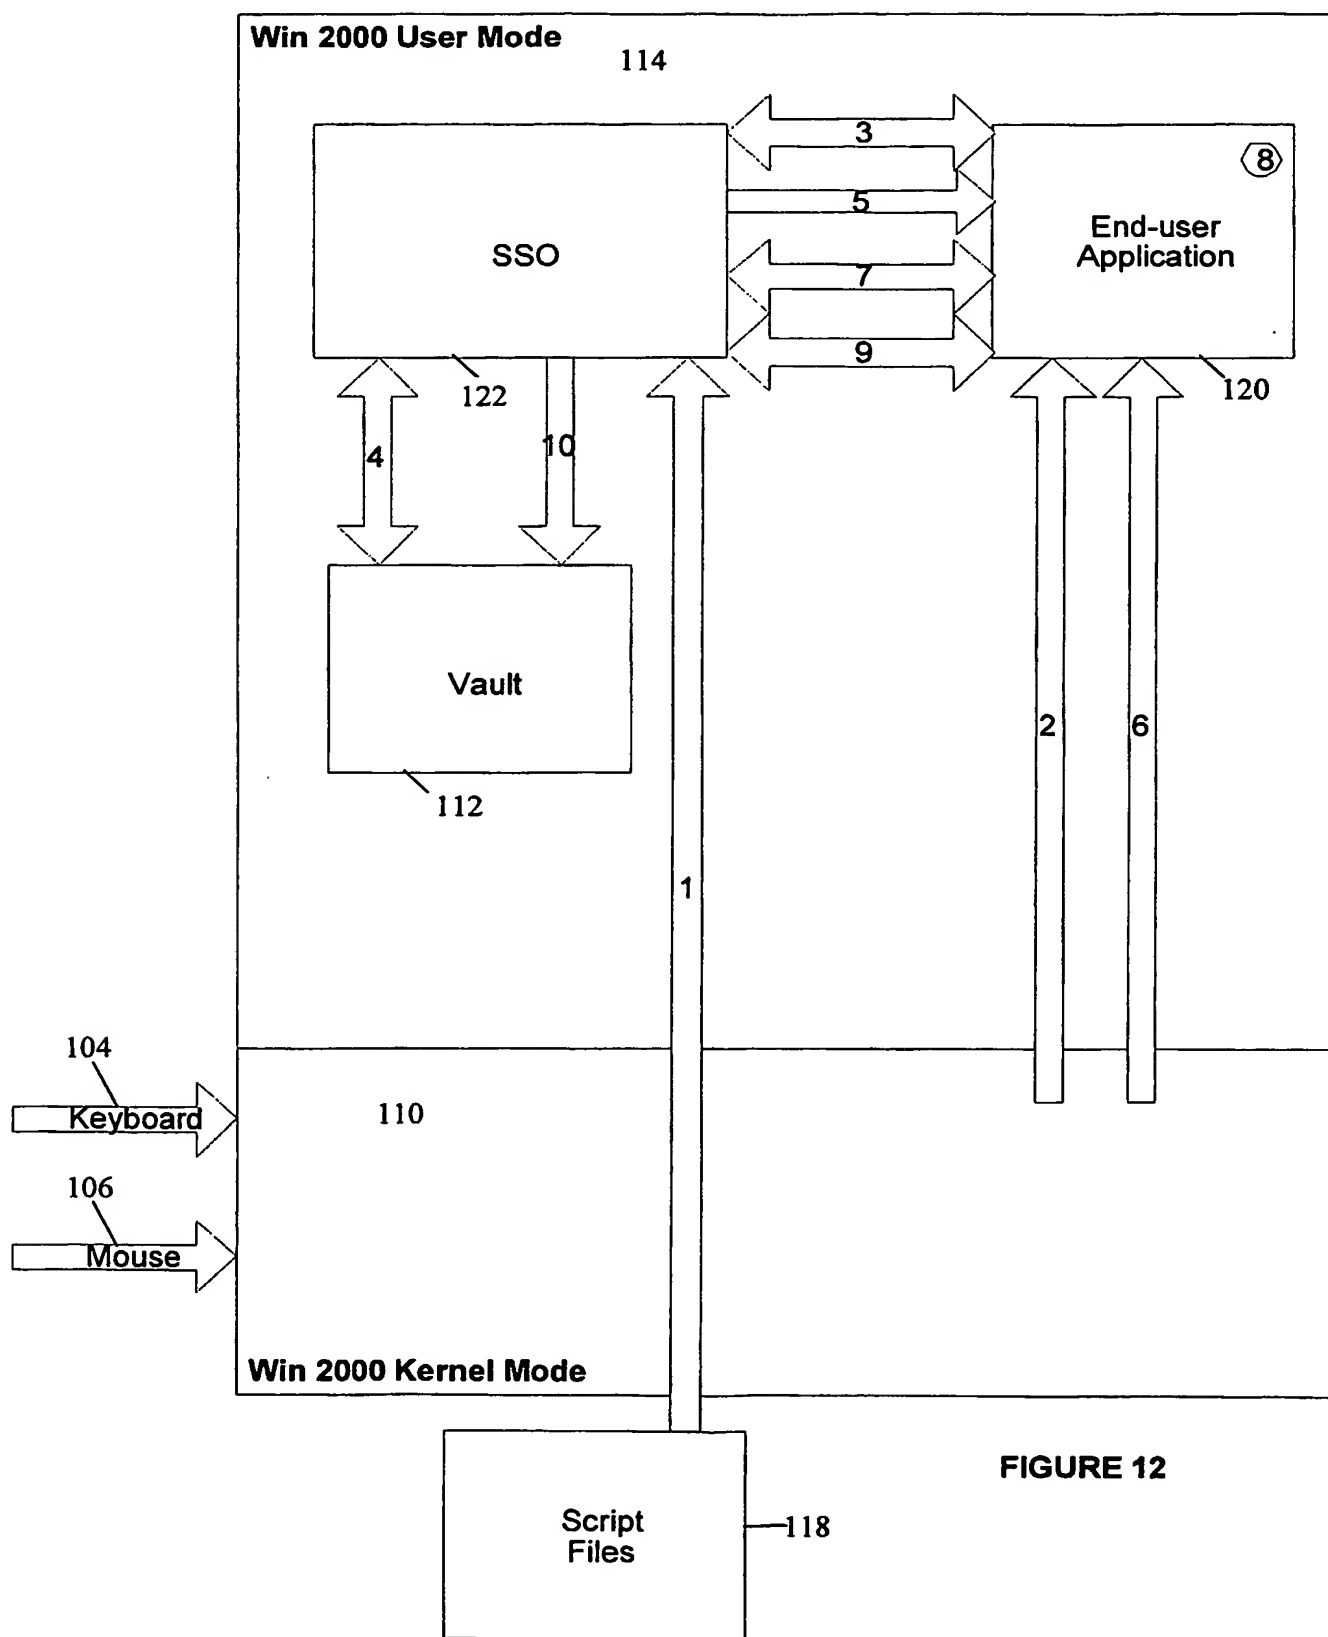 Win 2000 User Mode
114
3
8
5
SSO
End-user
Application
7
9
122
120
4
10
Vault
2
6
112
1
104
Keyboard
110
106
Mouse
Win 2000 Kernel Mode
FIGURE 12
Script
Files
118